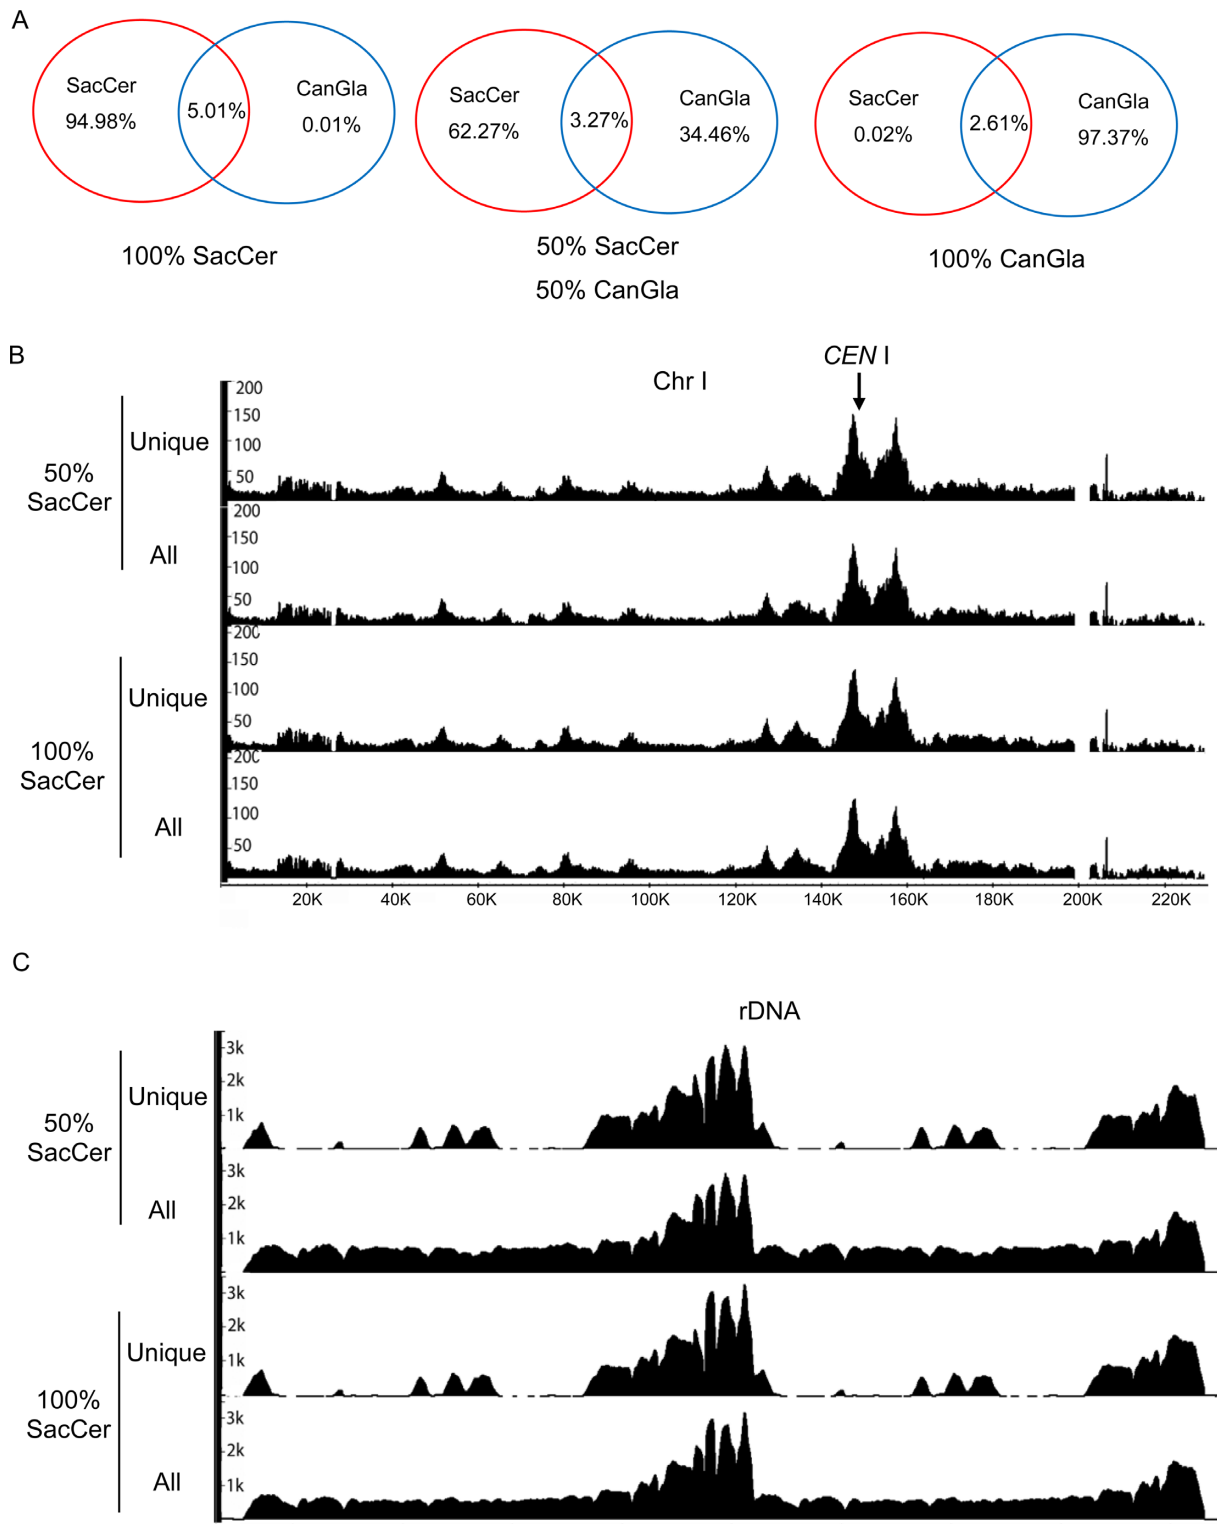 A
SacCer
94.98%
5.01%
CanGla
0.01%
100% SacCer
SacCer
62.27%
3.27%
CanGla
34.46%
50% SacCer
50% CanGla
SacCer
0.02%
2.61%
CanGla
97.37%
100% CanGla
B
CEN I
Chr I
50%
SacCer
Unique
200
150
100
50
All
200
150
100
50
100%
SacCer
Unique
200
150
100
50
All
200
150
100
50
20K 40K 60K 80K 100K 120K 140K 160K 180K 200K 220K
C
rDNA
50%
SacCer
Unique
3k
2k
1k
All
3k
2k
1k
100%
SacCer
Unique
3k
2k
1k
All
3k
2k
1k